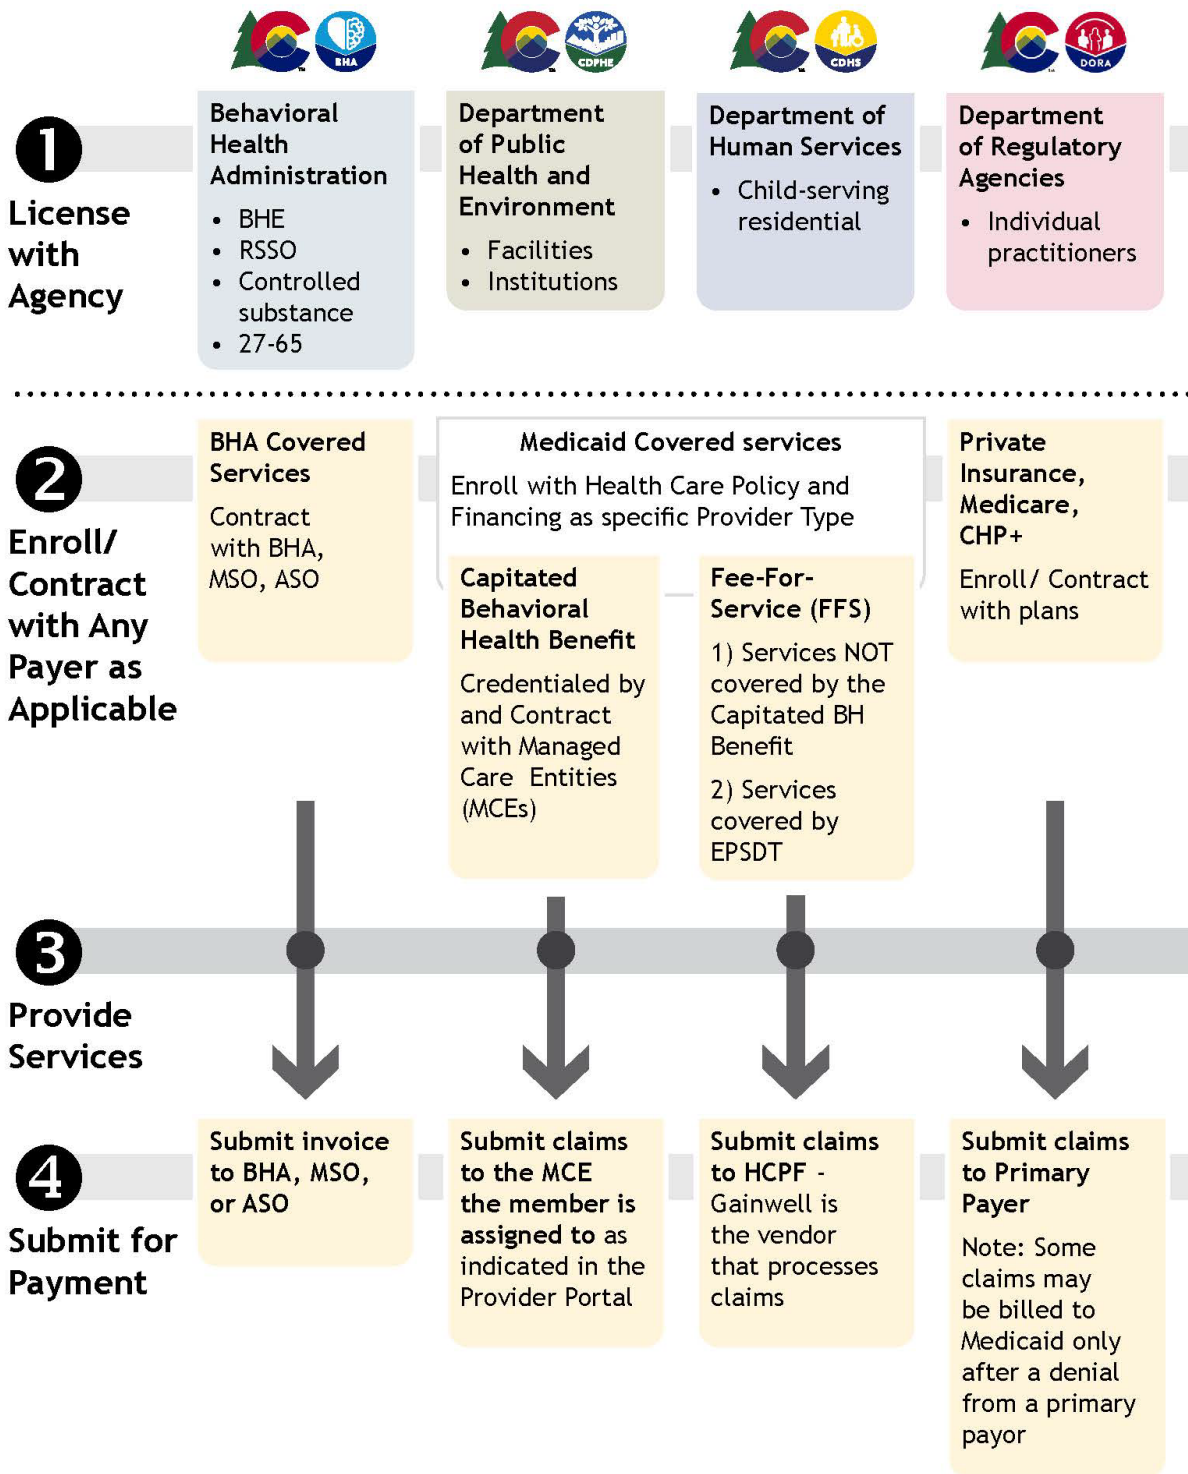 BHA
CDPHE
CDHS
DORA
1
License
with
Agency
Behavioral
Health
Administration
• BHE
• RSSO
• Controlled
substance
• 27-65
Department
of Public
Health and
Environment
• Facilities
• Institutions
Department of
Human Services
• Child-serving
residential
Department
of Regulatory
Agencies
• Individual
practitioners
2
Enroll/
Contract
with Any
Payer as
Applicable
BHA Covered
Services
Contract
with BHA,
MSO, ASO
Medicaid Covered services
Enroll with Health Care Policy and
Financing as specific Provider Type
Capitated
Behavioral
Health Benefit
Credentialed by
and Contract
with Managed
Care Entities
(MCEs)
Fee-For-
Service (FFS)
1) Services NOT
covered by the
Capitated BH
Benefit
2) Services
covered by
EPSDT
Private
Insurance,
Medicare,
CHP+
Enroll/ Contract
with plans
3
Provide
Services
4
Submit for
Payment
Submit invoice
to BHA, MSO,
or ASO
Submit claims
to the MCE
the member is
assigned to as
indicated in the
Provider Portal
Submit claims
to HCPF -
Gainwell is
the vendor
that processes
claims
Submit claims
to Primary
Payer
Note: Some
claims may
be billed to
Medicaid only
after a denial
from a primary
payor